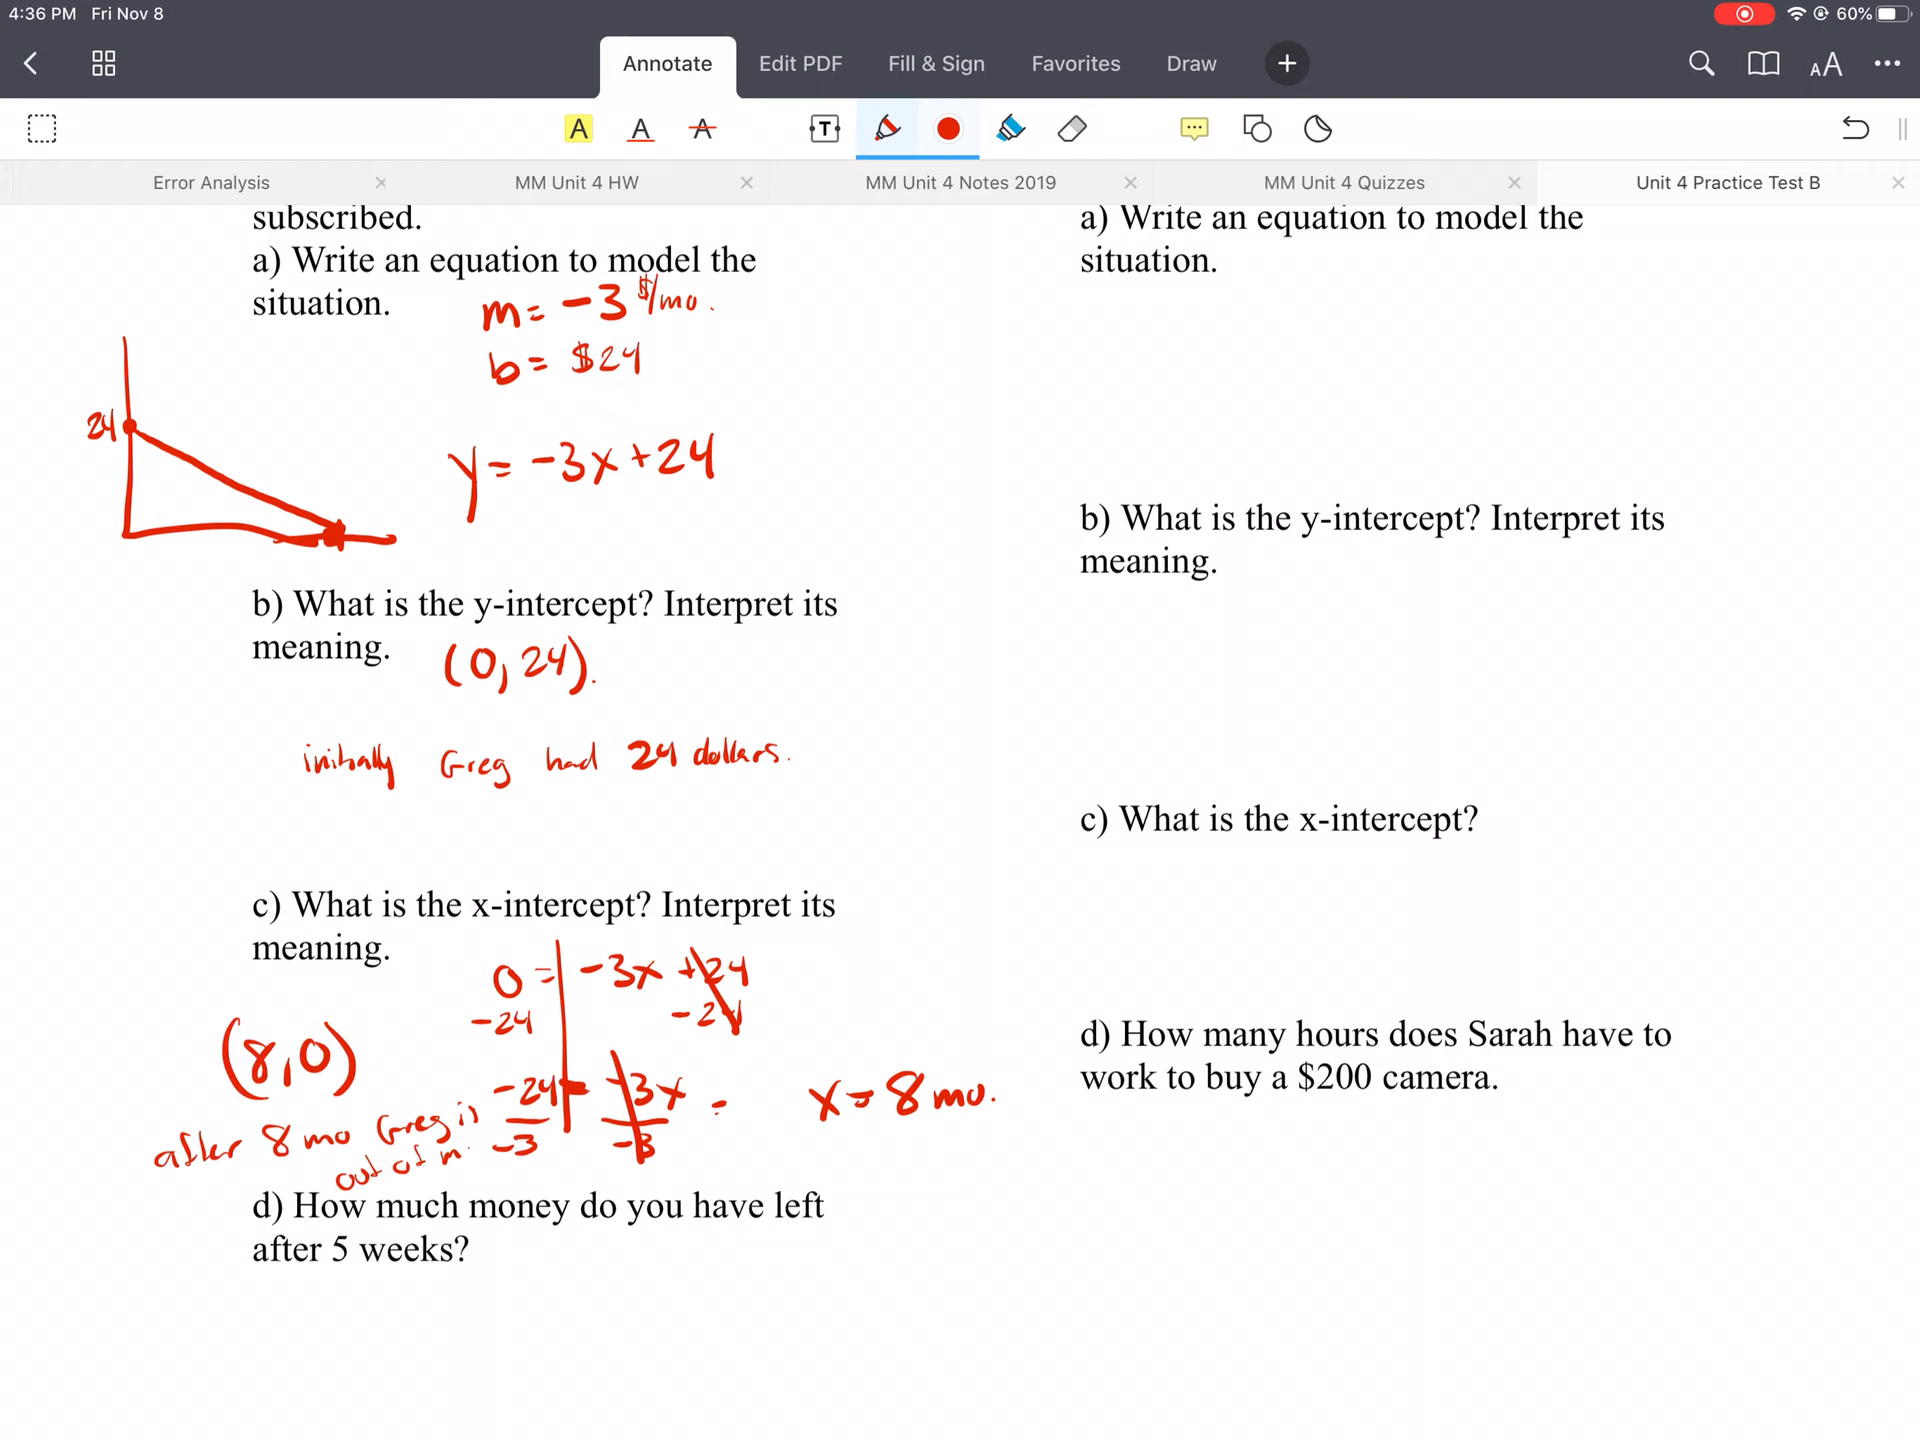 4:36 PM Fri Nov 8
60%
Annotate Edit PDF Fill & Sign Favorites Draw
AA
A A A T
Error Analysis MM Unit 4 HW MM Unit 4 Notes 2019 MM Unit 4 Quizzes Unit 4 Practice Test B
subscribed.
a) Write an equation to model the
situation.
m = -3 $/mo.
b = $24
24
y = -3x + 24
b) What is the y-intercept? Interpret its
meaning.
(0, 24).
initially Greg had 24 dollars.
c) What is the x-intercept? Interpret its
meaning.
0 = -3x + 24
-24 -24
(8,0)
-24 = -3x =
-3 -3
x = 8 mo.
after 8 mo Greg is
out of m.
d) How much money do you have left
after 5 weeks?
a) Write an equation to model the
situation.
b) What is the y-intercept? Interpret its
meaning.
c) What is the x-intercept?
d) How many hours does Sarah have to
work to buy a $200 camera.